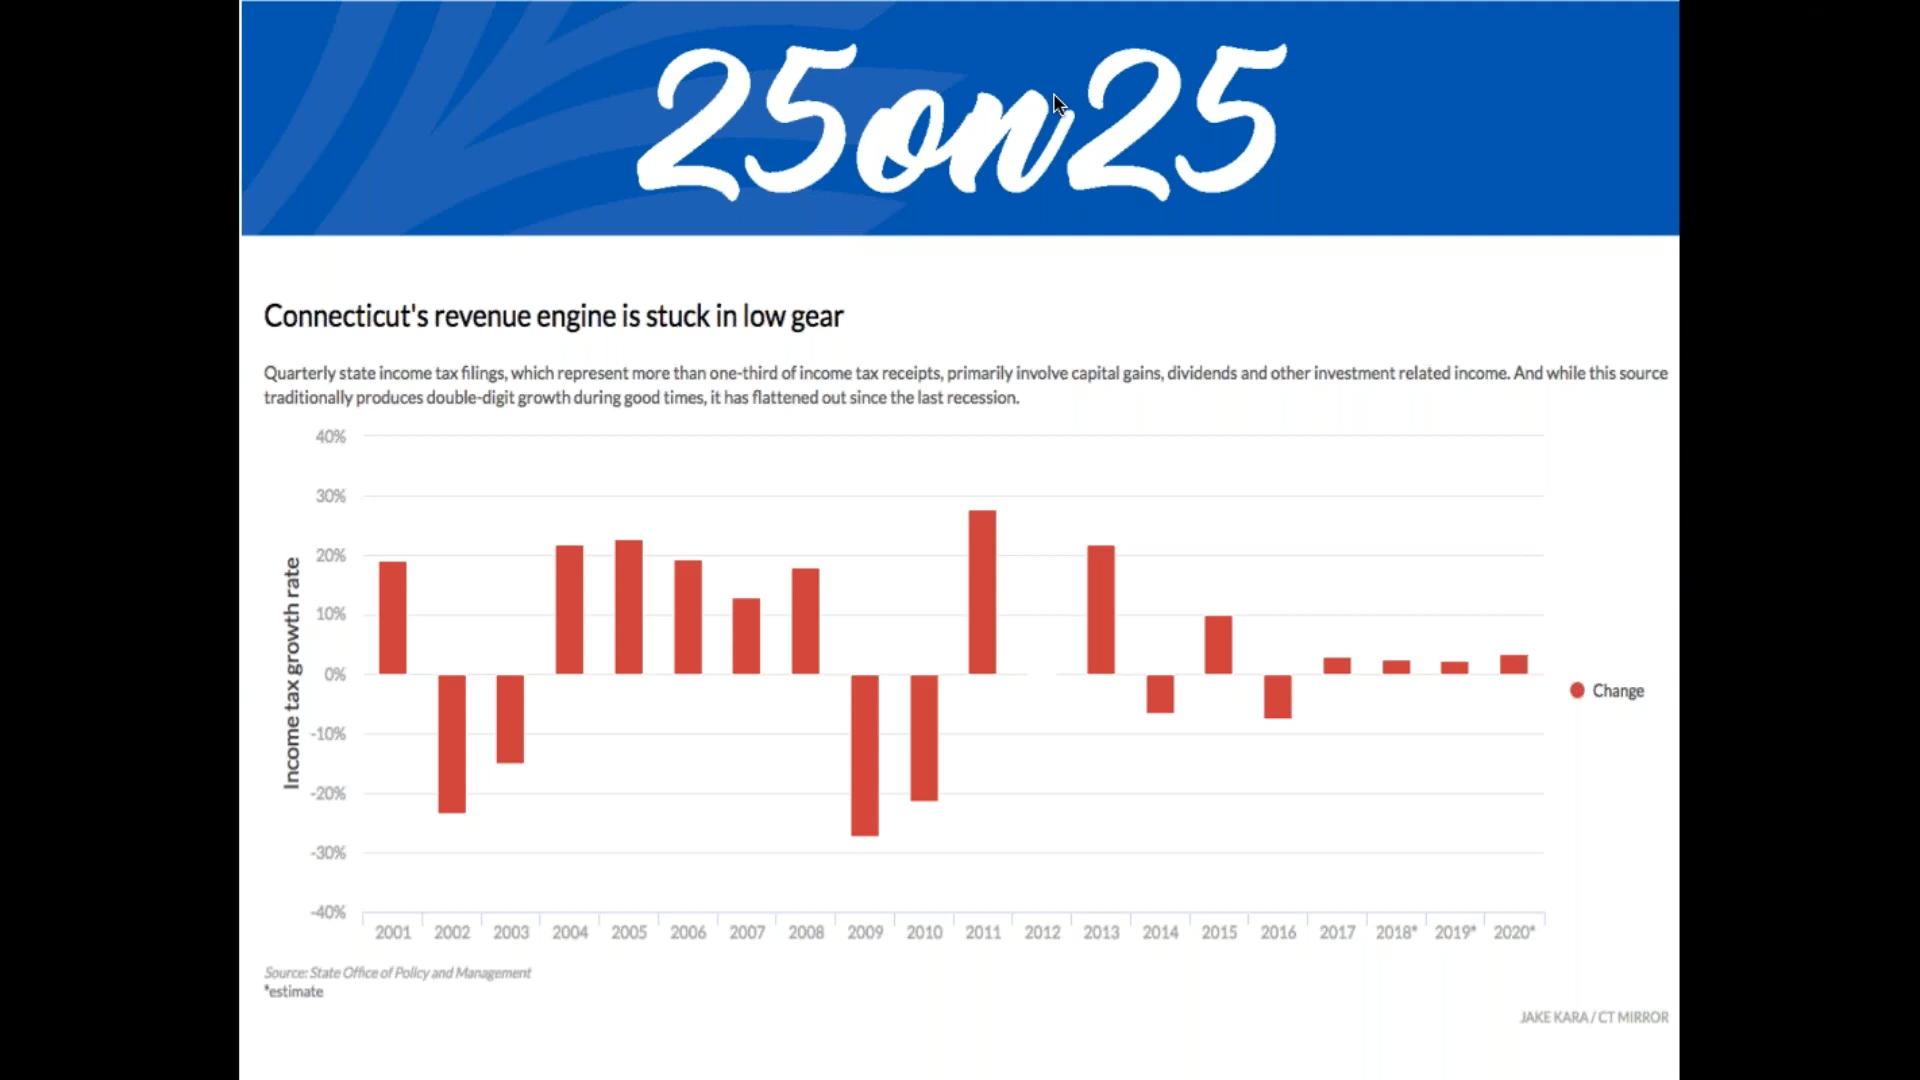 25on25
Connecticut's revenue engine is stuck in low gear
Quarterly state income tax filings, which represent more than one-third of income tax receipts, primarily involve capital gains, dividends and other investment related income. And while this source
traditionally produces double-digit growth during good times, it has flattened out since the last recession.
40%
30%
20%
10%
0%
-10%
-20%
-30%
-40%
Income tax growth rate
Change
2001 2002 2003 2004 2005 2006 2007 2008 2009 2010 2011 2012 2013 2014 2015 2016 2017 2018* 2019* 2020*
Source: State Office of Policy and Management
*estimate
JAKE KARA / CT MIRROR